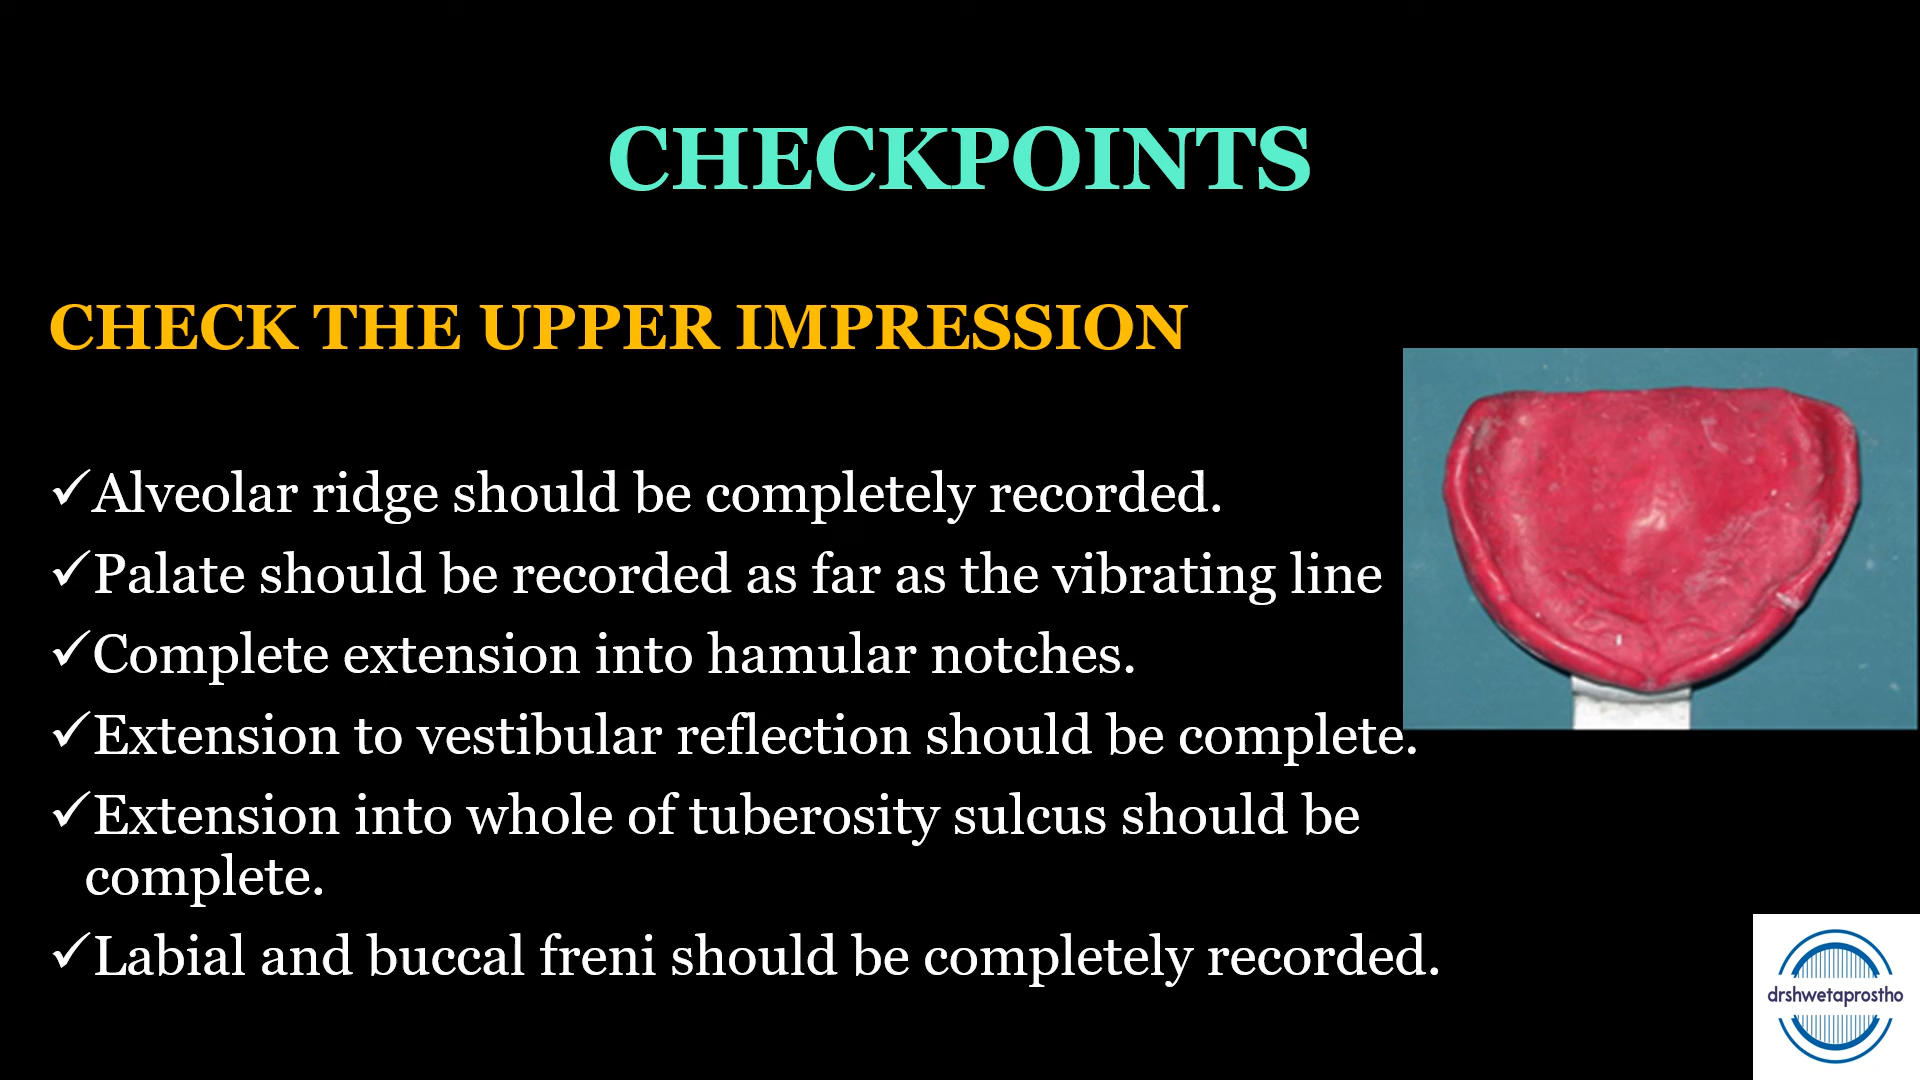 CHECKPOINTS
CHECK THE UPPER IMPRESSION
✓Alveolar ridge should be completely recorded.
✓Palate should be recorded as far as the vibrating line
✓Complete extension into hamular notches.
✓Extension to vestibular reflection should be complete.
✓Extension into whole of tuberosity sulcus should be
complete.
✓Labial and buccal freni should be completely recorded.
drshwetaprostho